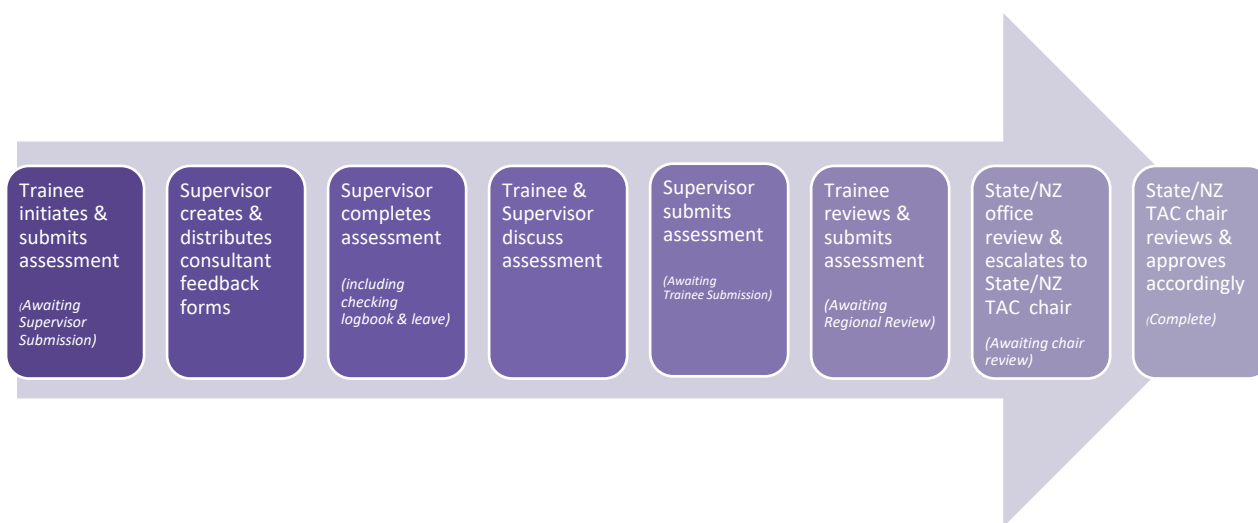 Trainee
initiates &
submits
assessment
(Awaiting
Supervisor
Submission)
Supervisor
creates &
distributes
consultant
feedback
forms
Supervisor
completes
assessment
(including
checking
logbook & leave)
Trainee &
Supervisor
discuss
assessment
Supervisor
submits
assessment
(Awaiting
Trainee Submission)
Trainee
reviews &
submits
assessment
(Awaiting
Regional Review)
State/NZ
office
review &
escalates to
State/NZ
TAC chair
(Awaiting chair
review)
State/NZ
TAC chair
reviews &
approves
accordingly
(Complete)